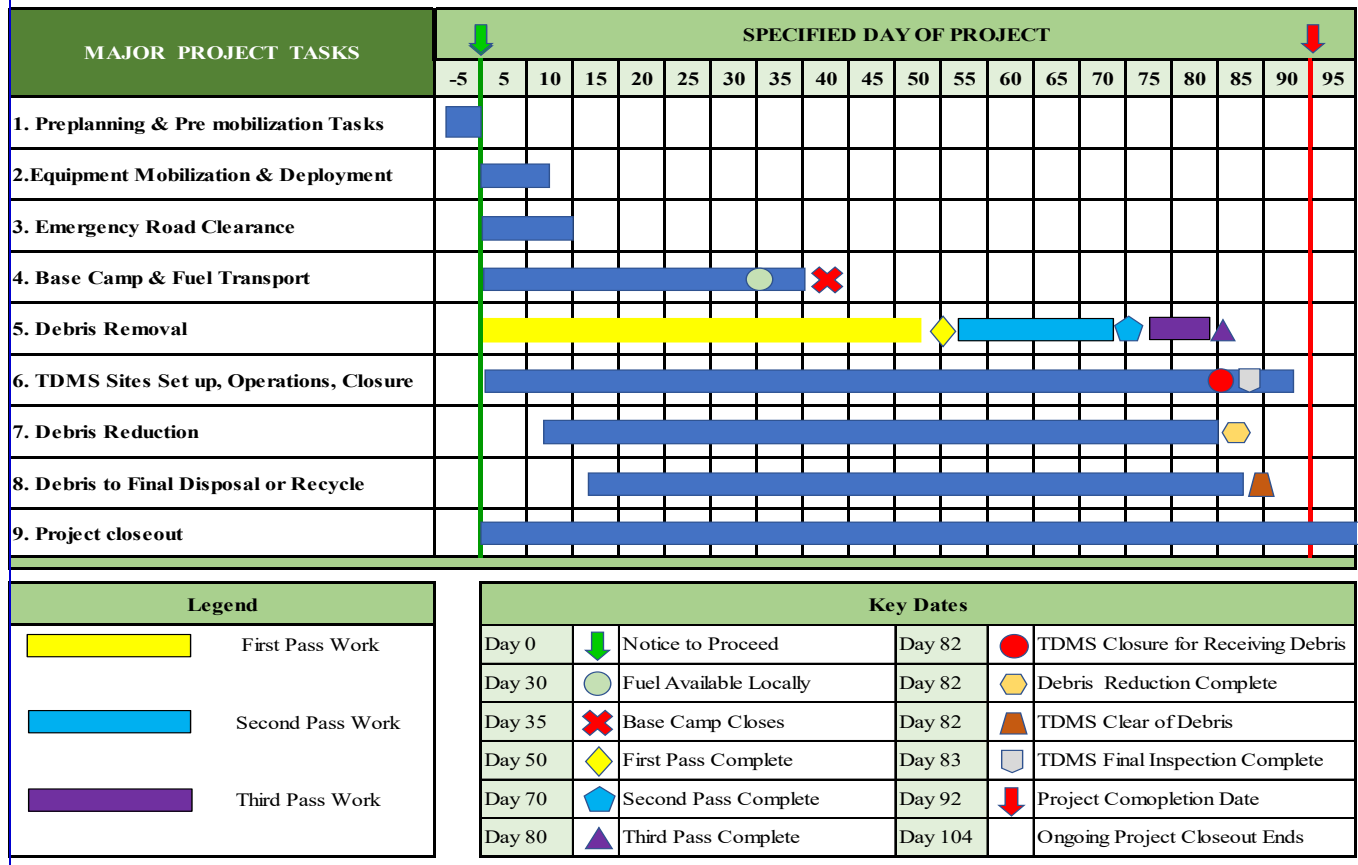 MAJOR PROJECT TASKS
SPECIFIED DAY OF PROJECT
-5 5 10 15 20 25 30 35 40 45 50 55 60 65 70 75 80 85 90 95
1. Preplanning & Pre mobilization Tasks
2.Equipment Mobilization & Deployment
3. Emergency Road Clearance
4. Base Camp & Fuel Transport
5. Debris Removal
6. TDMS Sites Set up, Operations, Closure
7. Debris Reduction
8. Debris to Final Disposal or Recycle
9. Project closeout
Legend
First Pass Work
Second Pass Work
Third Pass Work
Key Dates
Day 0 Notice to Proceed Day 82 TDMS Closure for Receiving Debris
Day 30 Fuel Available Locally Day 82 Debris Reduction Complete
Day 35 Base Camp Closes Day 82 TDMS Clear of Debris
Day 50 First Pass Complete Day 83 TDMS Final Inspection Complete
Day 70 Second Pass Complete Day 92 Project Comopletion Date
Day 80 Third Pass Complete Day 104 Ongoing Project Closeout Ends